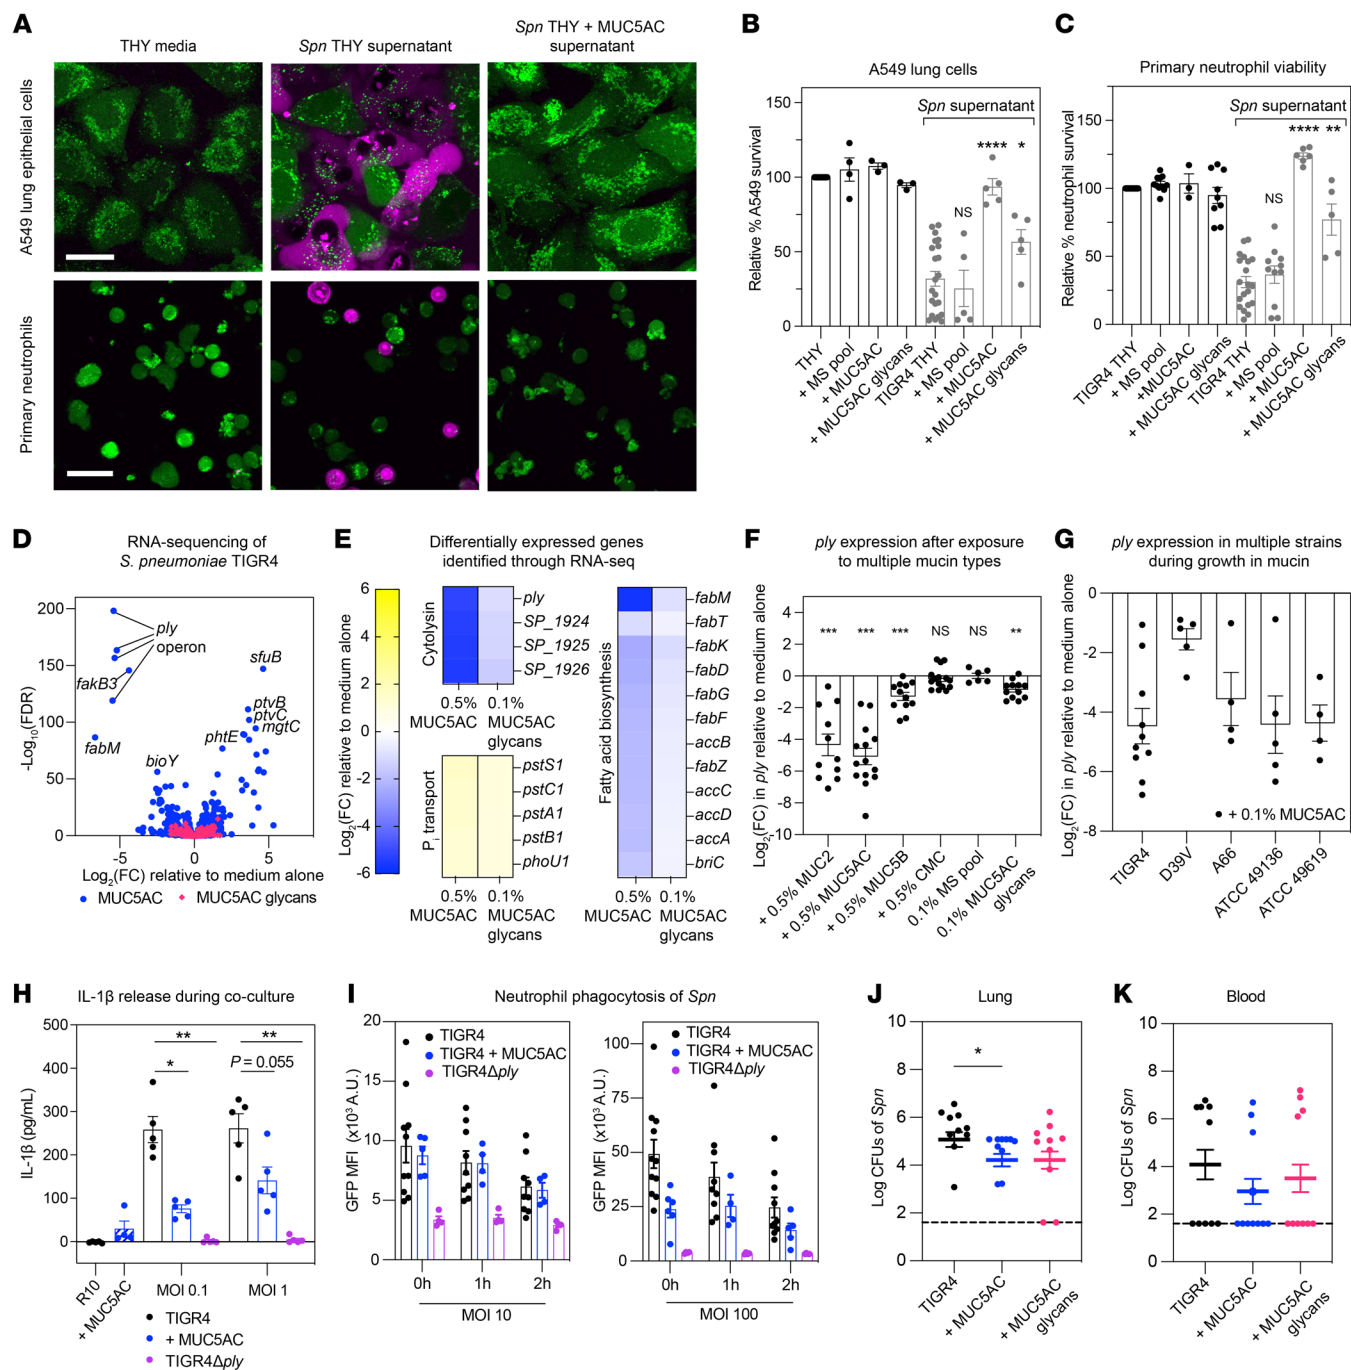 A
THY media
Spn THY supernatant
Spn THY + MUC5AC
supernatant
A549 lung epithelial cells
Primary neutrophils
B
A549 lung cells
Spn supernatant
Relative % A549 survival
150
100
50
0
NS
****
*
THY
+ MS pool
+ MUC5AC
+ MUC5AC glycans
TIGR4 THY
+ MS pool
+ MUC5AC
+ MUC5AC glycans
C
Primary neutrophil viability
Spn supernatant
Relative % neutrophil survival
150
100
50
0
NS
****
**
TIGR4 THY
+ MS pool
+MUC5AC
+ MUC5AC glycans
TIGR4 THY
+ MS pool
+ MUC5AC
+ MUC5AC glycans
D
RNA-sequencing of
S. pneumoniae TIGR4
-Log10(FDR)
200
150
100
50
0
-5
0
5
Log2(FC) relative to medium alone
ply
operon
fakB3
fabM
bioY
sfuB
ptvB
ptvC
mgtC
phtE
MUC5AC
MUC5AC glycans
E
Differentially expressed genes
identified through RNA-seq
Log2(FC) relative to medium alone
6
4
2
0
-2
-4
-6
Cytolysin
ply
SP_1924
SP_1925
SP_1926
0.5%
MUC5AC
0.1%
MUC5AC
glycans
Pi transport
pstS1
pstC1
pstA1
pstB1
phoU1
0.5%
MUC5AC
0.1%
MUC5AC
glycans
Fatty acid biosynthesis
fabM
fabT
fabK
fabD
fabG
fabF
accB
fabZ
accC
accD
accA
briC
0.5%
MUC5AC
0.1%
MUC5AC
glycans
F
ply expression after exposure
to multiple mucin types
Log2(FC) in ply relative to medium alone
4
2
0
-2
-4
-6
-8
-10
***
***
***
NS
NS
**
+ 0.5% MUC2
+ 0.5% MUC5AC
+ 0.5% MUC5B
+ 0.5% CMC
0.1% MS pool
0.1% MUC5AC
glycans
G
ply expression in multiple strains
during growth in mucin
Log2(FC) in ply relative to medium alone
0
-2
-4
-6
-8
+ 0.1% MUC5AC
TIGR4
D39V
A66
ATCC 49136
ATCC 49619
H
IL-1β release during co-culture
IL-1β (pg/mL)
500
400
300
200
100
0
**
*
**
P = 0.055
R10
+ MUC5AC
MOI 0.1
MOI 1
TIGR4
+ MUC5AC
TIGR4Δply
I
Neutrophil phagocytosis of Spn
GFP MFI (x10³ A.U.)
20
15
10
5
0
TIGR4
TIGR4 + MUC5AC
TIGR4Δply
0h
1h
2h
MOI 10
GFP MFI (x10³ A.U.)
100
75
50
25
0
TIGR4
TIGR4 + MUC5AC
TIGR4Δply
0h
1h
2h
MOI 100
J
Lung
Log CFUs of Spn
10
8
6
4
2
0
*
TIGR4
+ MUC5AC
+ MUC5AC
glycans
K
Blood
Log CFUs of Spn
10
8
6
4
2
0
TIGR4
+ MUC5AC
+ MUC5AC
glycans